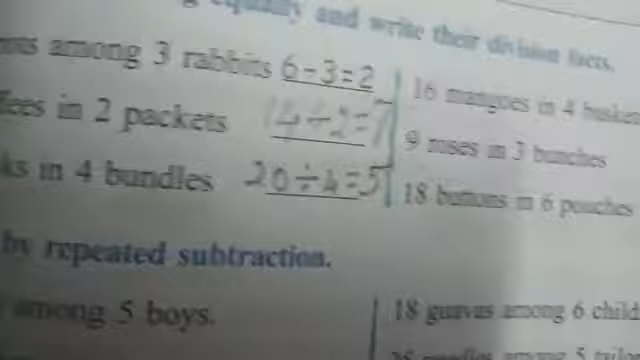 equally and write their division facts.
among 3 rabbits 6-3=2
16 mangoes in 4
in 2 packets 14÷2=7
9 roses in 3 bunches
in 4 bundles 20÷4=5
18 buttons in 6 pouches
by repeated subtraction.
among 5 boys.
18 guavas among 6
among 5